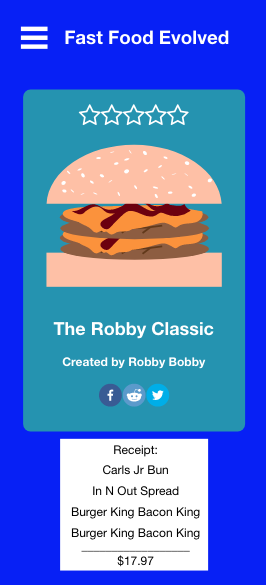 Fast Food Evolved
The Robby Classic
Created by Robby Bobby
Receipt:
Carls Jr Bun
In N Out Spread
Burger King Bacon King
Burger King Bacon King
$17.97